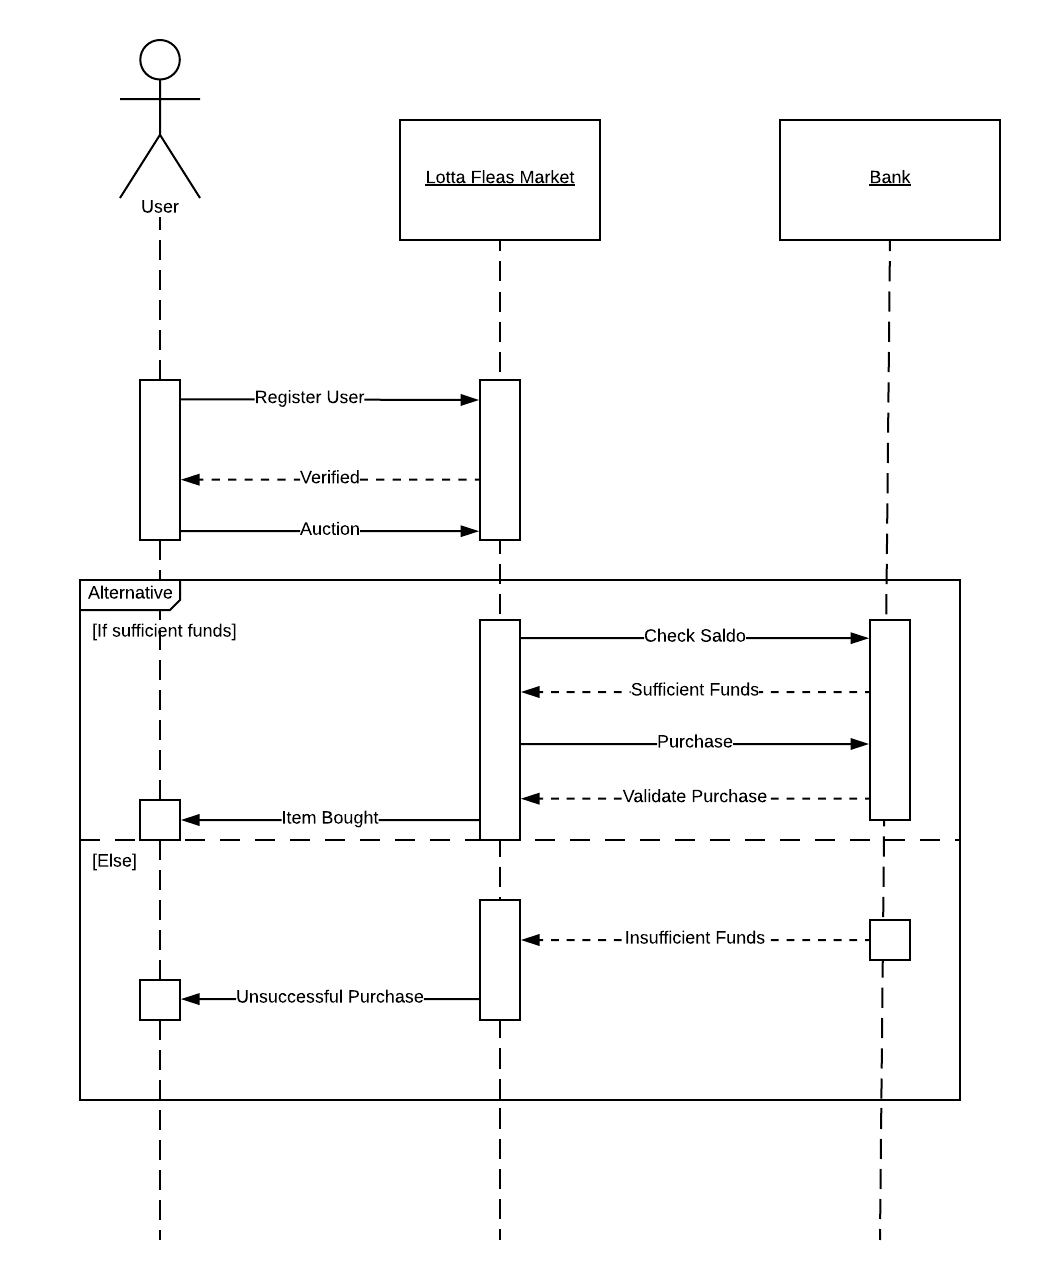 User
Lotta Fleas Market
Bank
Register User
Verified
Auction
Alternative
[If sufficient funds]
Check Saldo
Sufficient Funds
Purchase
Validate Purchase
Item Bought
[Else]
Insufficient Funds
Unsuccessful Purchase